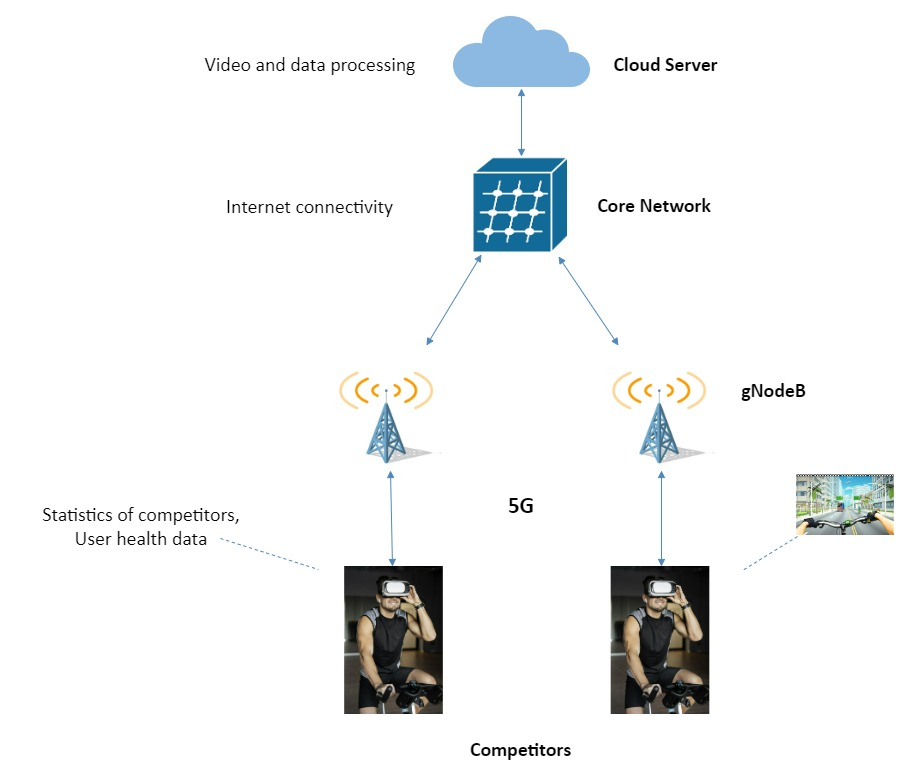 Video and data processing
Cloud Server
Internet connectivity
Core Network
gNodeB
5G
Statistics of competitors,
User health data
Competitors